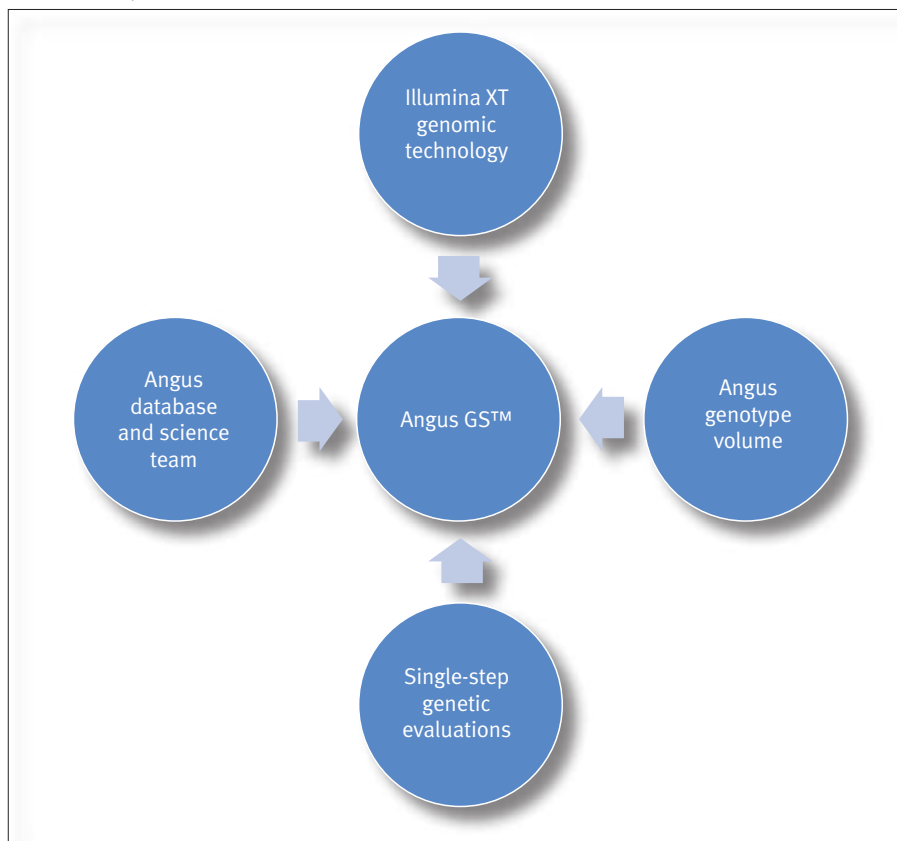 Illumina XT
genomic
technology
Angus
database
and science
team
Angus GS™
Angus
genotype
volume
Single-step
genetic
evaluations